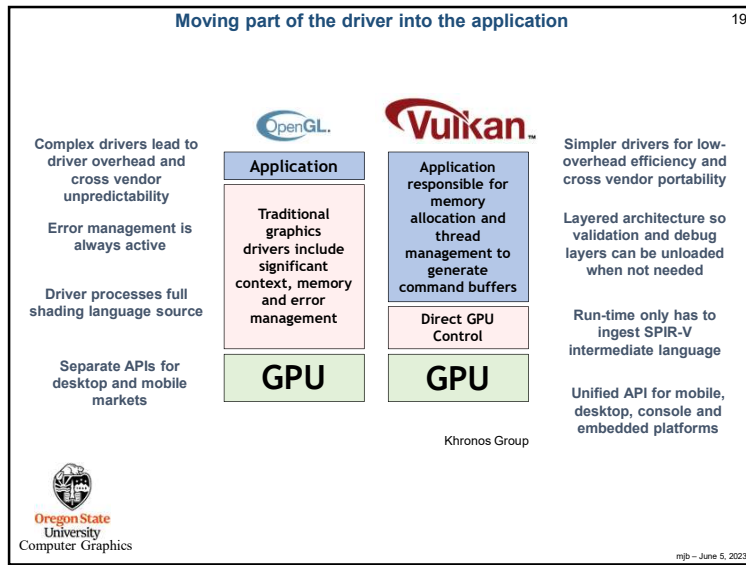 Moving part of the driver into the application
19
Complex drivers lead to
driver overhead and
cross vendor
unpredictability
Error management is
always active
Driver processes full
shading language source
Separate APIs for
desktop and mobile
markets
OpenGL.
Application
Traditional
graphics
drivers include
significant
context, memory
and error
management
GPU
Vulkan™
Application
responsible for
memory
allocation and
thread
management to
generate
command buffers
Direct GPU
Control
GPU
Khronos Group
Simpler drivers for low-
overhead efficiency and
cross vendor portability
Layered architecture so
validation and debug
layers can be unloaded
when not needed
Run-time only has to
ingest SPIR-V
intermediate language
Unified API for mobile,
desktop, console and
embedded platforms
Oregon State
University
Computer Graphics
mjb – June 5, 2023